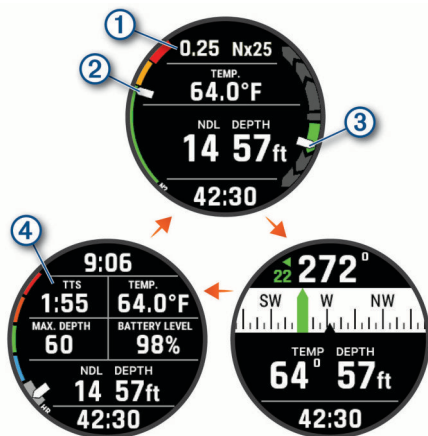 1
0.25 Nx25
2
TEMP.
64.0°F
3
NDL DEPTH
14 57ft
N2
42:30
4
9:06
TTS TEMP.
1:55 64.0°F
MAX. DEPTH BATTERY LEVEL
60 98%
NDL DEPTH
14 57ft
HR
42:30
22 272°
SW W NW
TEMP DEPTH
64° 57ft
42:30